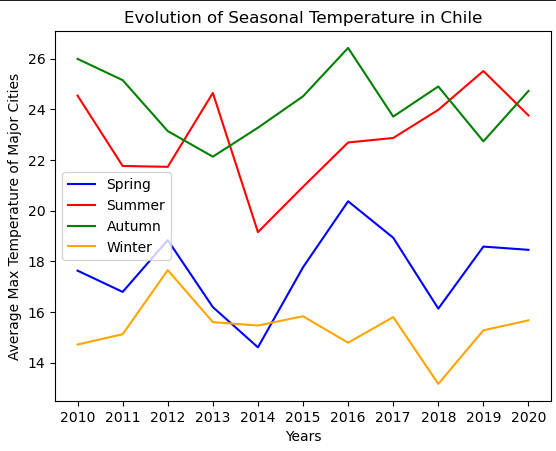 Evolution of Seasonal Temperature in Chile
Average Max Temperature of Major Cities
26
24
22
20
18
16
14
Spring
Summer
Autumn
Winter
2010 2011 2012 2013 2014 2015 2016 2017 2018 2019 2020
Years